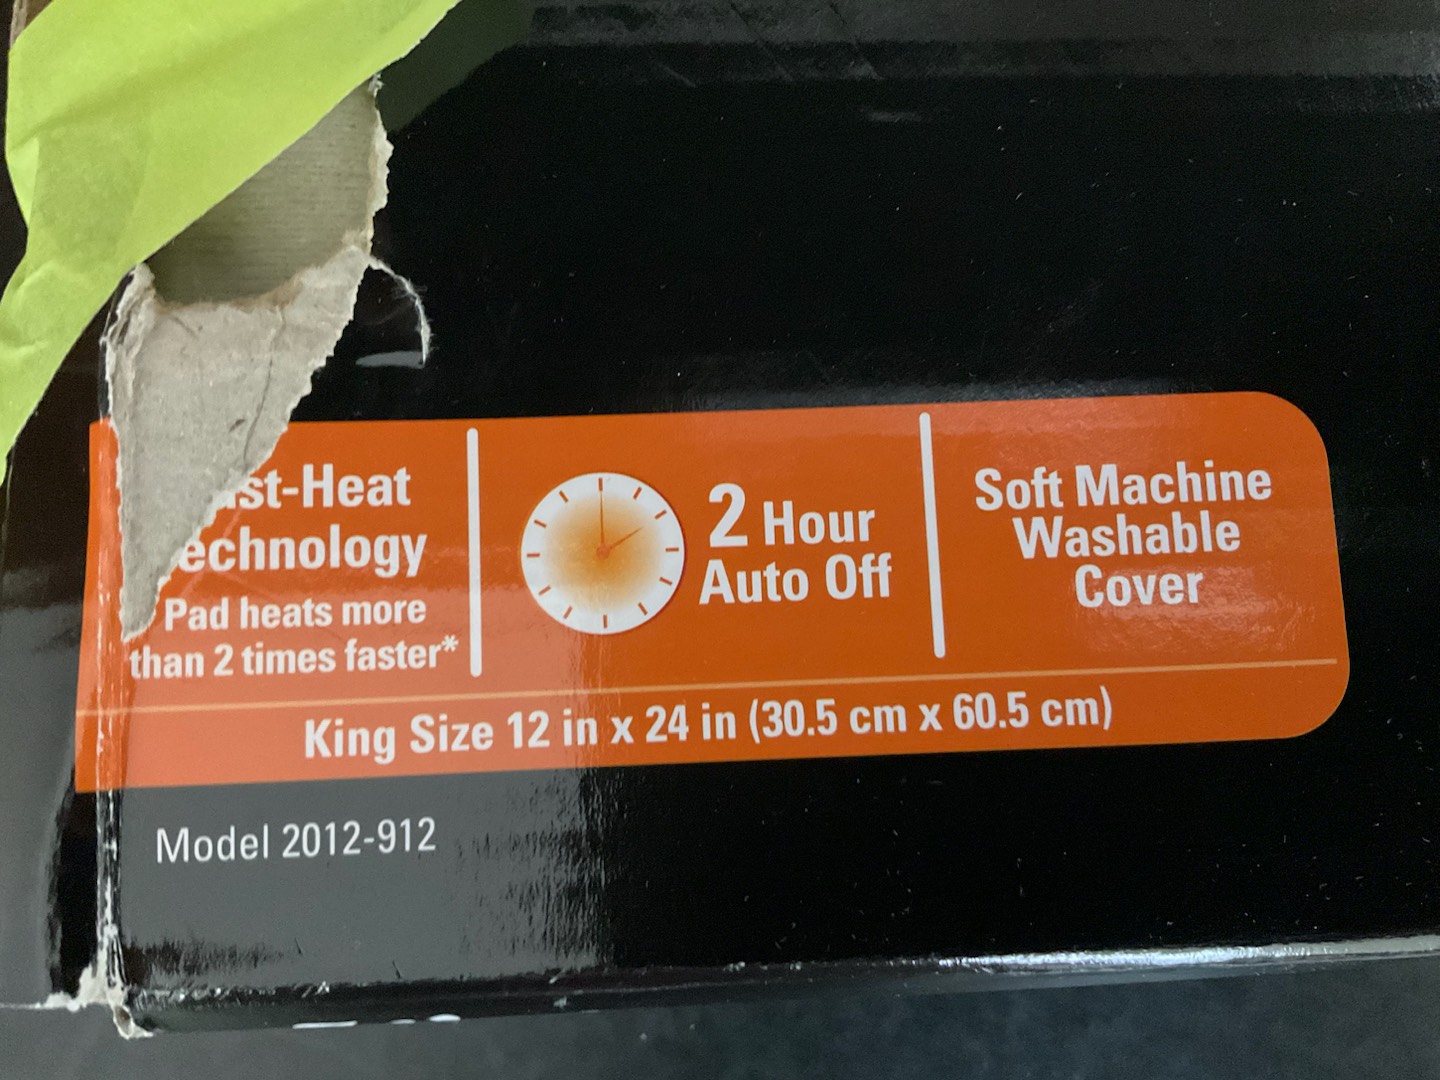 st-Heat
echnology
Pad heats more
than 2 times faster*
2 Hour
Auto Off
Soft Machine
Washable
Cover
King Size 12 in x 24 in (30.5 cm x 60.5 cm)
Model 2012-912